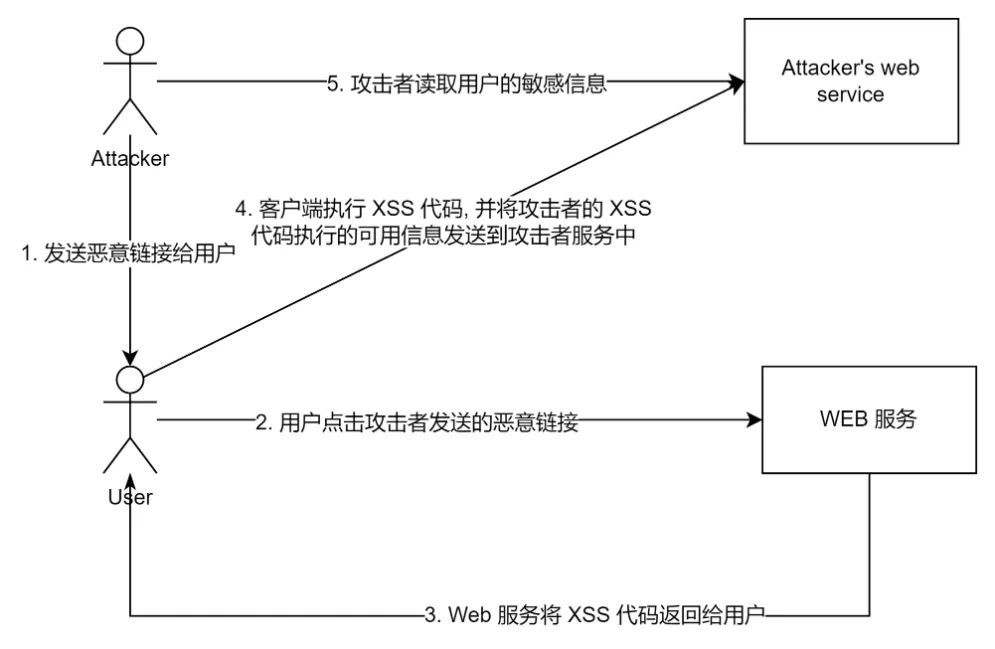 Attacker's web
service
5. 攻击者读取用户的敏感信息
Attacker
4. 客户端执行 XSS 代码, 并将攻击者的 XSS
代码执行的可用信息发送到攻击者服务中
1. 发送恶意链接给用户
2. 用户点击攻击者发送的恶意链接
WEB 服务
User
3. Web 服务将 XSS 代码返回给用户